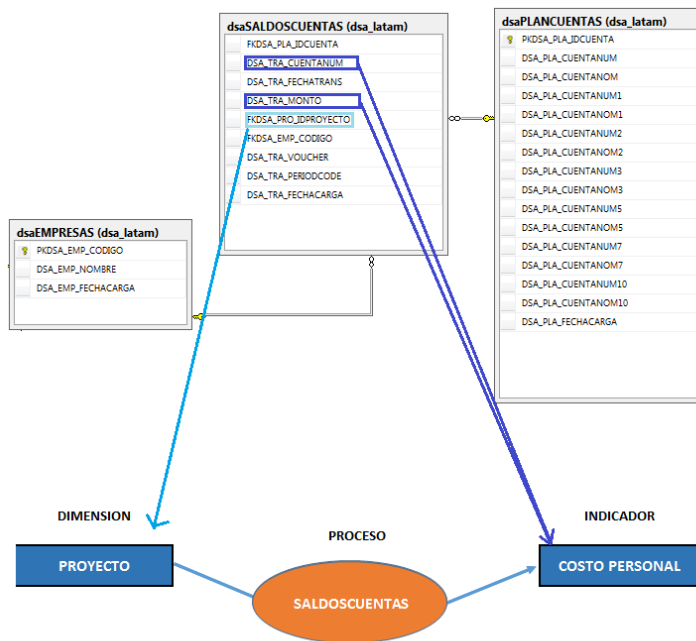 dsaSALDOSCUENTAS (dsa_latam)
FKDSA_PLA_IDCUENTA
DSA_TRA_CUENTANUM
DSA_TRA_FECHATRANS
DSA_TRA_MONTO
FKDSA_PRO_IDPROYECTO
FKDSA_EMP_CODIGO
DSA_TRA_VOUCHER
DSA_TRA_PERIODCODE
DSA_TRA_FECHACARGA
dsaPLANCUENTAS (dsa_latam)
PKDSA_PLA_IDCUENTA
DSA_PLA_CUENTANUM
DSA_PLA_CUENTANOM
DSA_PLA_CUENTANUM1
DSA_PLA_CUENTANOM1
DSA_PLA_CUENTANUM2
DSA_PLA_CUENTANOM2
DSA_PLA_CUENTANUM3
DSA_PLA_CUENTANOM3
DSA_PLA_CUENTANUM5
DSA_PLA_CUENTANOM5
DSA_PLA_CUENTANUM7
DSA_PLA_CUENTANOM7
DSA_PLA_CUENTANUM10
DSA_PLA_CUENTANOM10
DSA_PLA_FECHACARGA
dsaEMPRESAS (dsa_latam)
PKDSA_EMP_CODIGO
DSA_EMP_NOMBRE
DSA_EMP_FECHACARGA
DIMENSION
PROYECTO
PROCESO
SALDOSCUENTAS
INDICADOR
COSTO PERSONAL